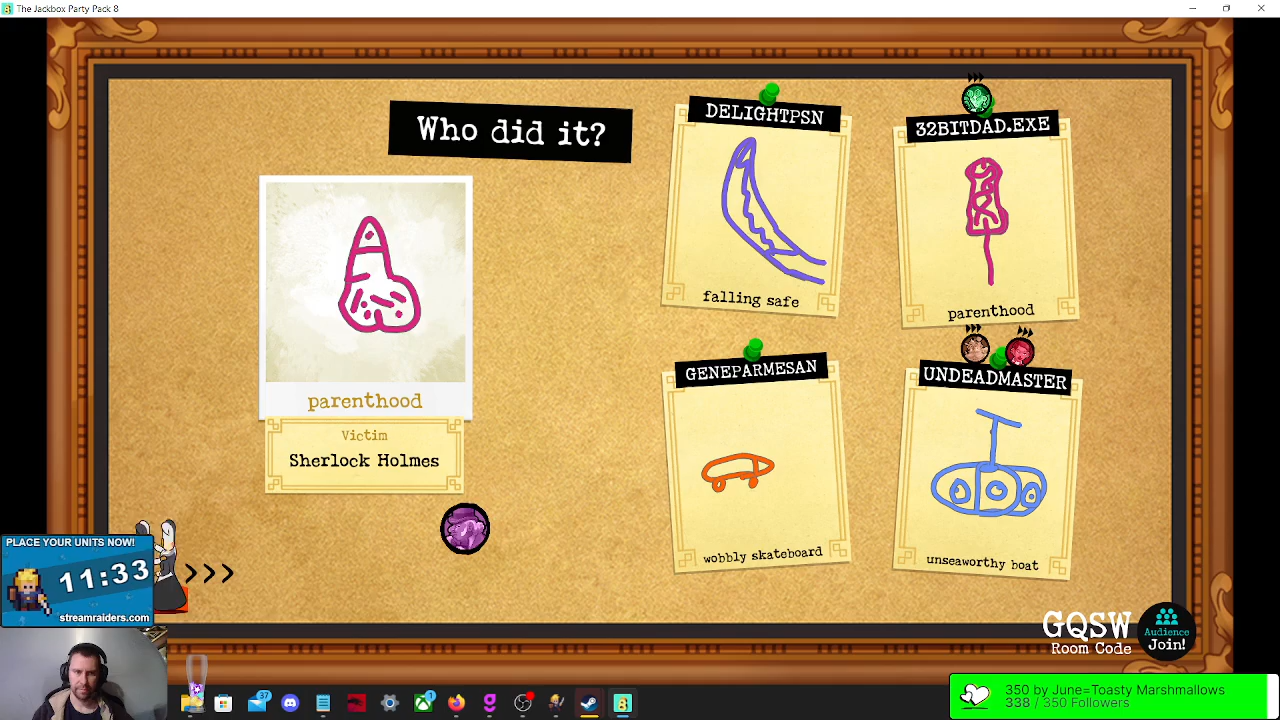 The Jackbox Party Pack 8
Who did it?
parenthood
Victim
Sherlock Holmes
DELIGHTPSN
falling safe
32BITDAD.EXE
parenthood
GENEPARMESAN
wobbly skateboard
UNDEADMASTER
unseaworthy boat
PLACE YOUR UNITS NOW!
11:33
streamraiders.com
GQSW
Room Code
Audience
Join!
37
1
350 by June=Toasty Marshmallows
338 / 350 Followers